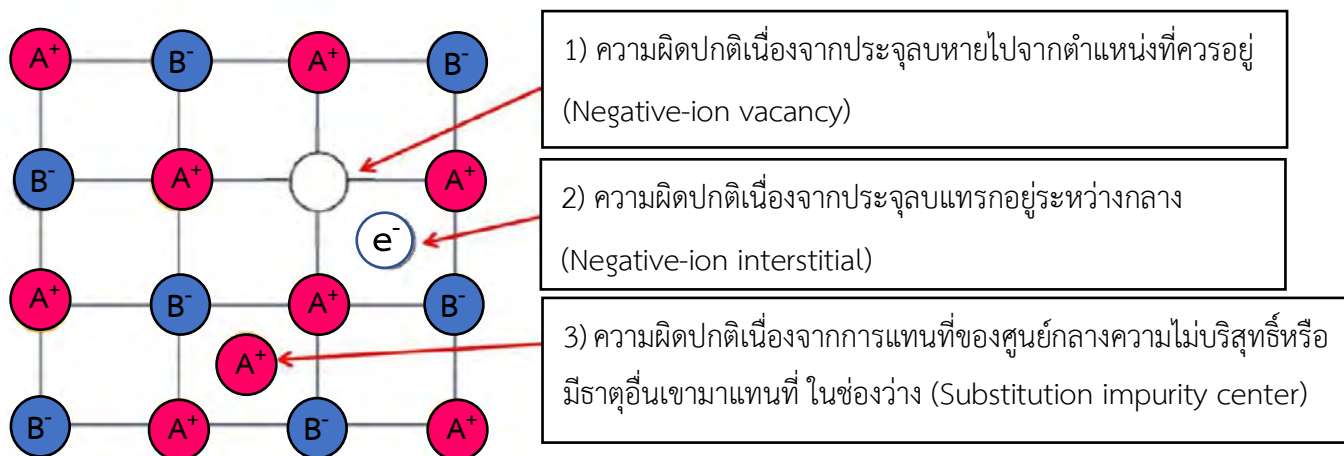 A⁺ B⁻ A⁺ B⁻
1) ความผิดปกติเนื่องจากประจุลบหายไปจากตำแหน่งที่ควรอยู่
(Negative-ion vacancy)
B⁻ A⁺ A⁺
2) ความผิดปกติเนื่องจากประจุลบแทรกอยู่ระหว่างกลาง
(Negative-ion interstitial)
e⁻
A⁺ B⁻ A⁺ B⁻
3) ความผิดปกติเนื่องจากการแทนที่ของศูนย์กลางความไม่บริสุทธิ์หรือ
มีธาตุอื่นเขามาแทนที่ ในช่องว่าง (Substitution impurity center)
A⁺
B⁻ A⁺ B⁻ A⁺